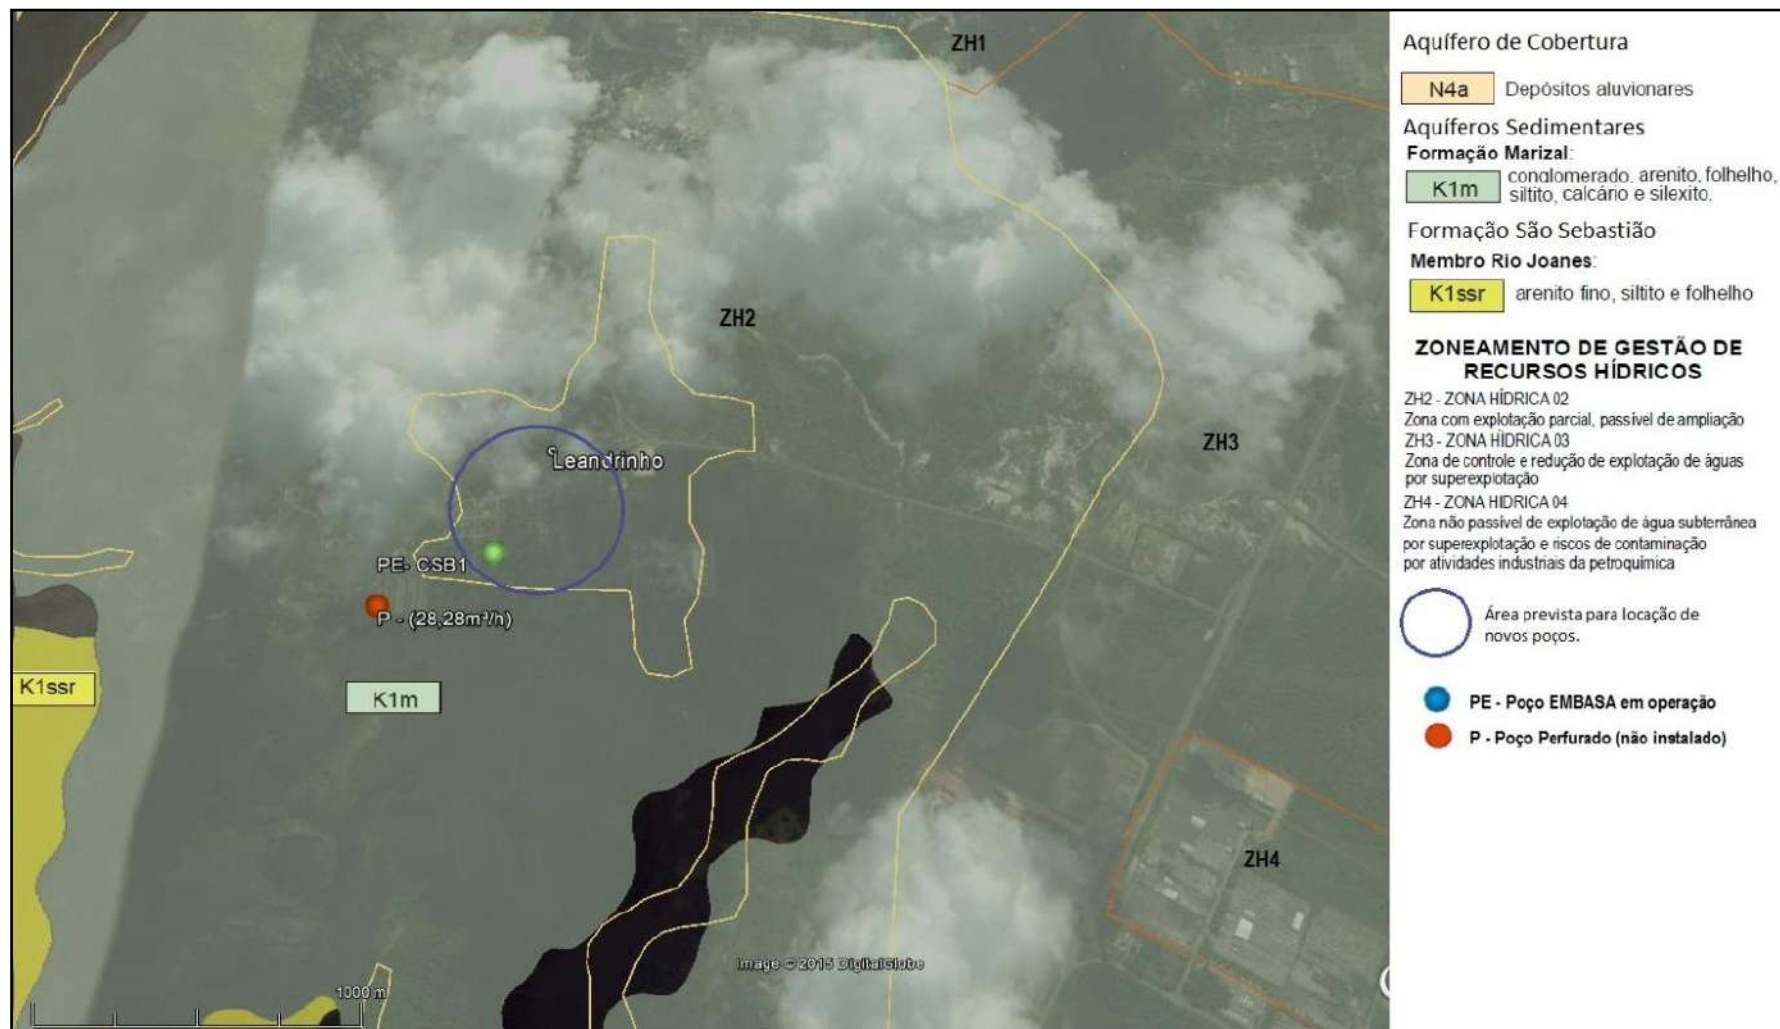 ZH1
ZH2
Leandrinho
ZH3
PE- CSB1
P - (28,28m³/h)
K1ssr
K1m
ZH4
Image © 2015 DigitalGlobe
1000 m
Aquífero de Cobertura
N4a Depósitos aluvionares
Aquíferos Sedimentares
Formação Marizal:
K1m conglomerado, arenito, folhelho,
siltito, calcário e silexito.
Formação São Sebastião
Membro Rio Joanes:
K1ssr arenito fino, siltito e folhelho
ZONEAMENTO DE GESTÃO DE
RECURSOS HÍDRICOS
ZH2 - ZONA HÍDRICA 02
Zona com explotação parcial, passível de ampliação
ZH3 - ZONA HÍDRICA 03
Zona de controle e redução de explotação de águas
por superexplotação
ZH4 - ZONA HIDRICA 04
Zona não passível de explotação de água subterrânea
por superexplotação e riscos de contaminação
por atividades industriais da petroquímica
Área prevista para locação de
novos poços.
PE - Poço EMBASA em operação
P - Poço Perfurado (não instalado)